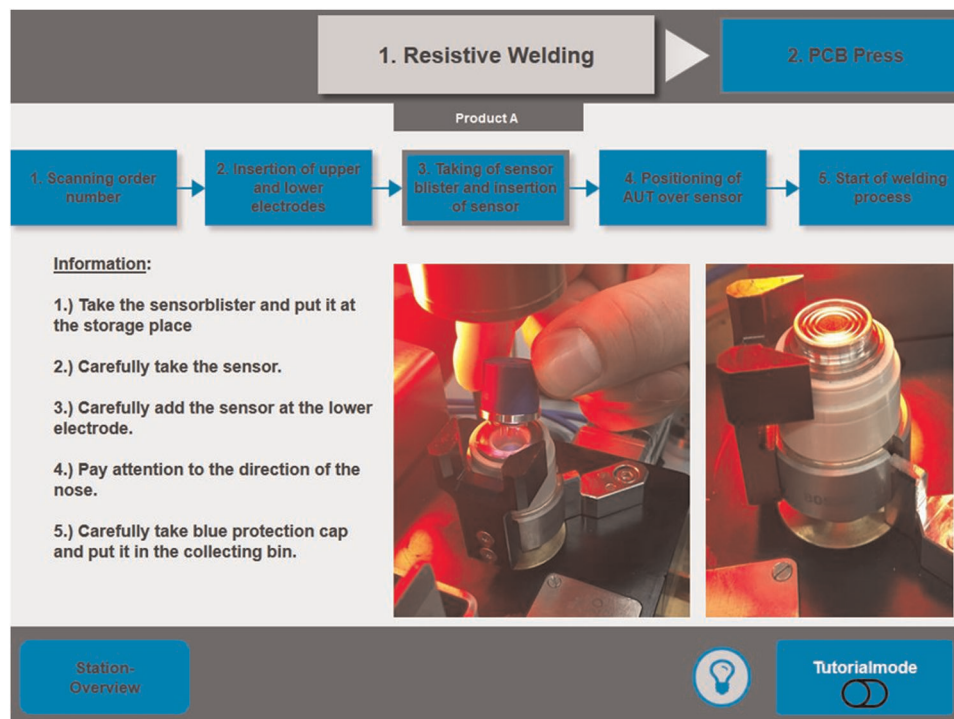 1. Resistive Welding
2. PCB Press
Product A
1. Scanning order
number
2. Insertion of upper
and lower
electrodes
3. Taking of sensor
blister and insertion
of sensor
4. Positioning of
AUT over sensor
5. Start of welding
process
Information:
1.) Take the sensorblister and put it at
the storage place
2.) Carefully take the sensor.
3.) Carefully add the sensor at the lower
electrode.
4.) Pay attention to the direction of the
nose.
5.) Carefully take blue protection cap
and put it in the collecting bin.
Station-
Overview
Tutorialmode